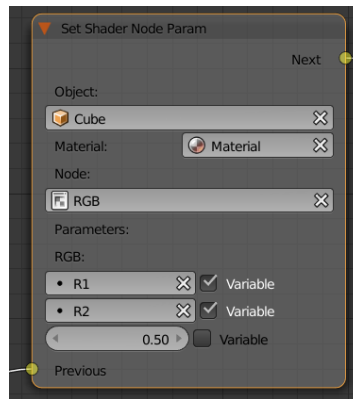 Set Shader Node Param
Next
Object:
Cube
Material: Material
Node:
RGB
Parameters:
RGB:
R1 Variable
R2 Variable
0.50 Variable
Previous